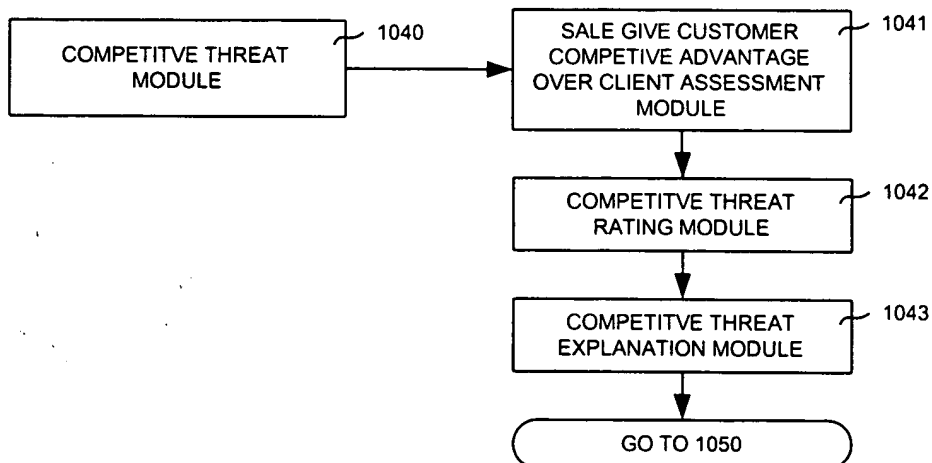 COMPETITVE THREAT
MODULE
1040
SALE GIVE CUSTOMER
COMPETIVE ADVANTAGE
OVER CLIENT ASSESSMENT
MODULE
1041
COMPETITVE THREAT
RATING MODULE
1042
COMPETITVE THREAT
EXPLANATION MODULE
1043
GO TO 1050